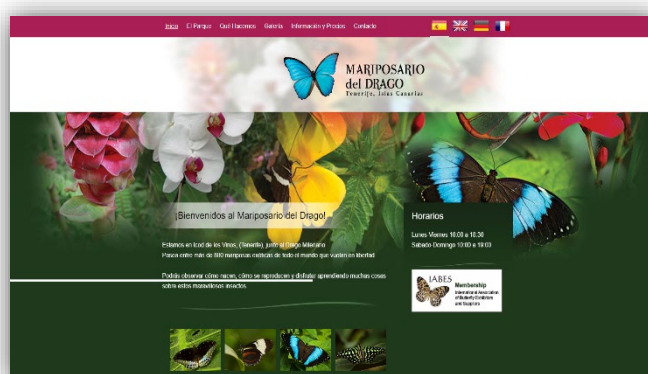 Inicio El Parque Qué Hacemos Galería Información y Precios Contacto
MARIPOSARIO
del DRAGO
Tenerife, Islas Canarias
¡Bienvenidos al Mariposario del Drago!
Estamos en Icod de los Vinos, (Tenerife), junto al Drago Milenario
Pasea entre más de 800 mariposas exóticas de todo el mundo que vuelan en libertad
Podrás observar cómo nacen, cómo se reproducen y disfrutar aprendiendo muchas cosas
sobre estos maravillosos insectos.
Horarios
Lunes Viernes 10:00 a 18:30
Sabado Domingo 10:00 a 19:00
IABES
Membership
International Association
of Butterfly Exhibitors
and Suppliers